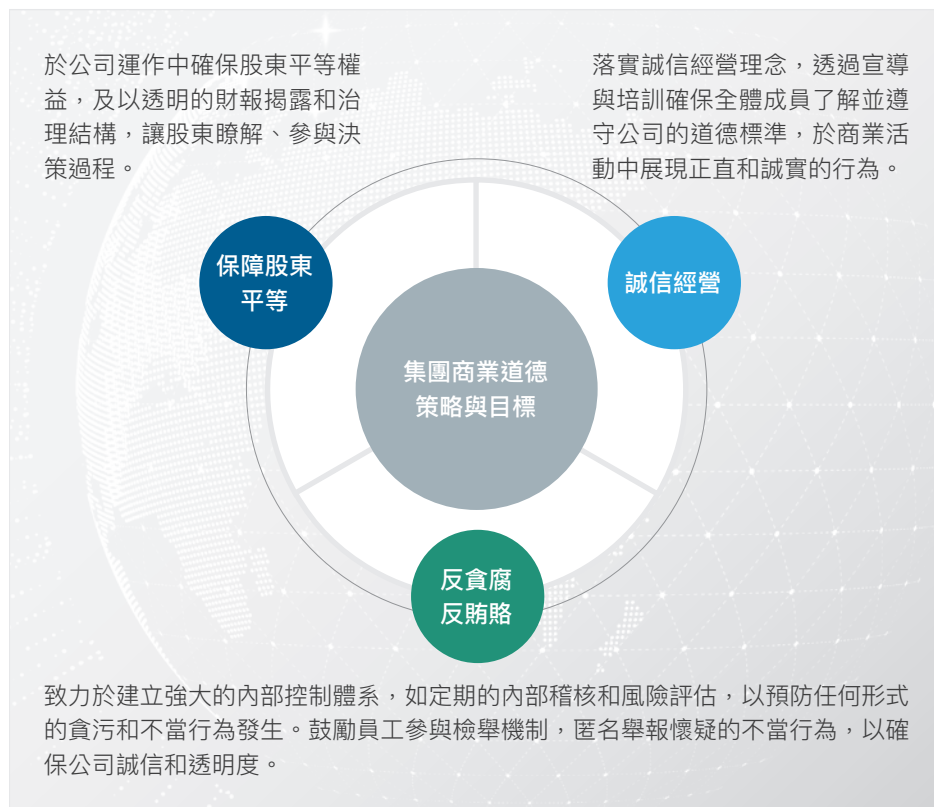 於公司運作中確保股東平等權
益，及以透明的財報揭露和治
理結構，讓股東瞭解、參與決
策過程。
落實誠信經營理念，透過宣導
與培訓確保全體成員了解並遵
守公司的道德標準，於商業活
動中展現正直和誠實的行為。
保障股東
平等
誠信經營
集團商業道德
策略與目標
反貪腐
反賄賂
致力於建立強大的內部控制體系，如定期的內部稽核和風險評估，以預防任何形式
的貪污和不當行為發生。鼓勵員工參與檢舉機制，匿名舉報懷疑的不當行為，以確
保公司誠信和透明度。